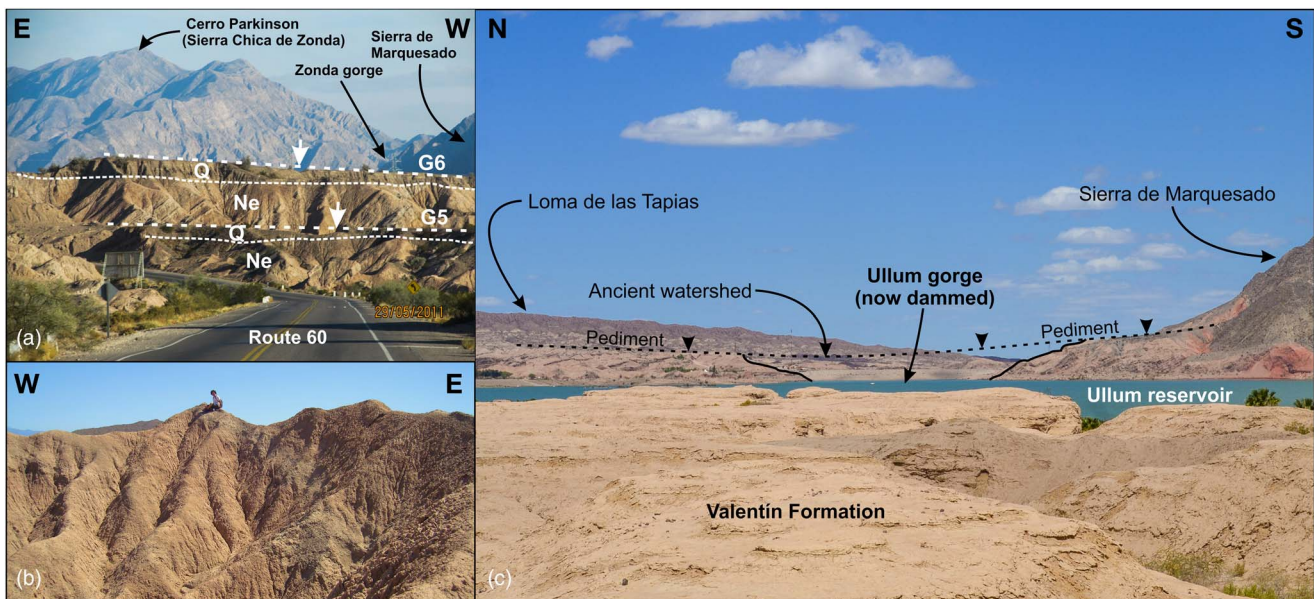 E
W
Cerro Parkinson
(Sierra Chica de Zonda)
Sierra de
Marquesado
Zonda gorge
G6
Q
Ne
G5
Q
Ne
29/05/2011
Route 60
(a)
W
E
(b)
N
S
Loma de las Tapias
Sierra de Marquesado
Ullum gorge
(now dammed)
Ancient watershed
Pediment
Pediment
Ullum reservoir
Valentín Formation
(c)